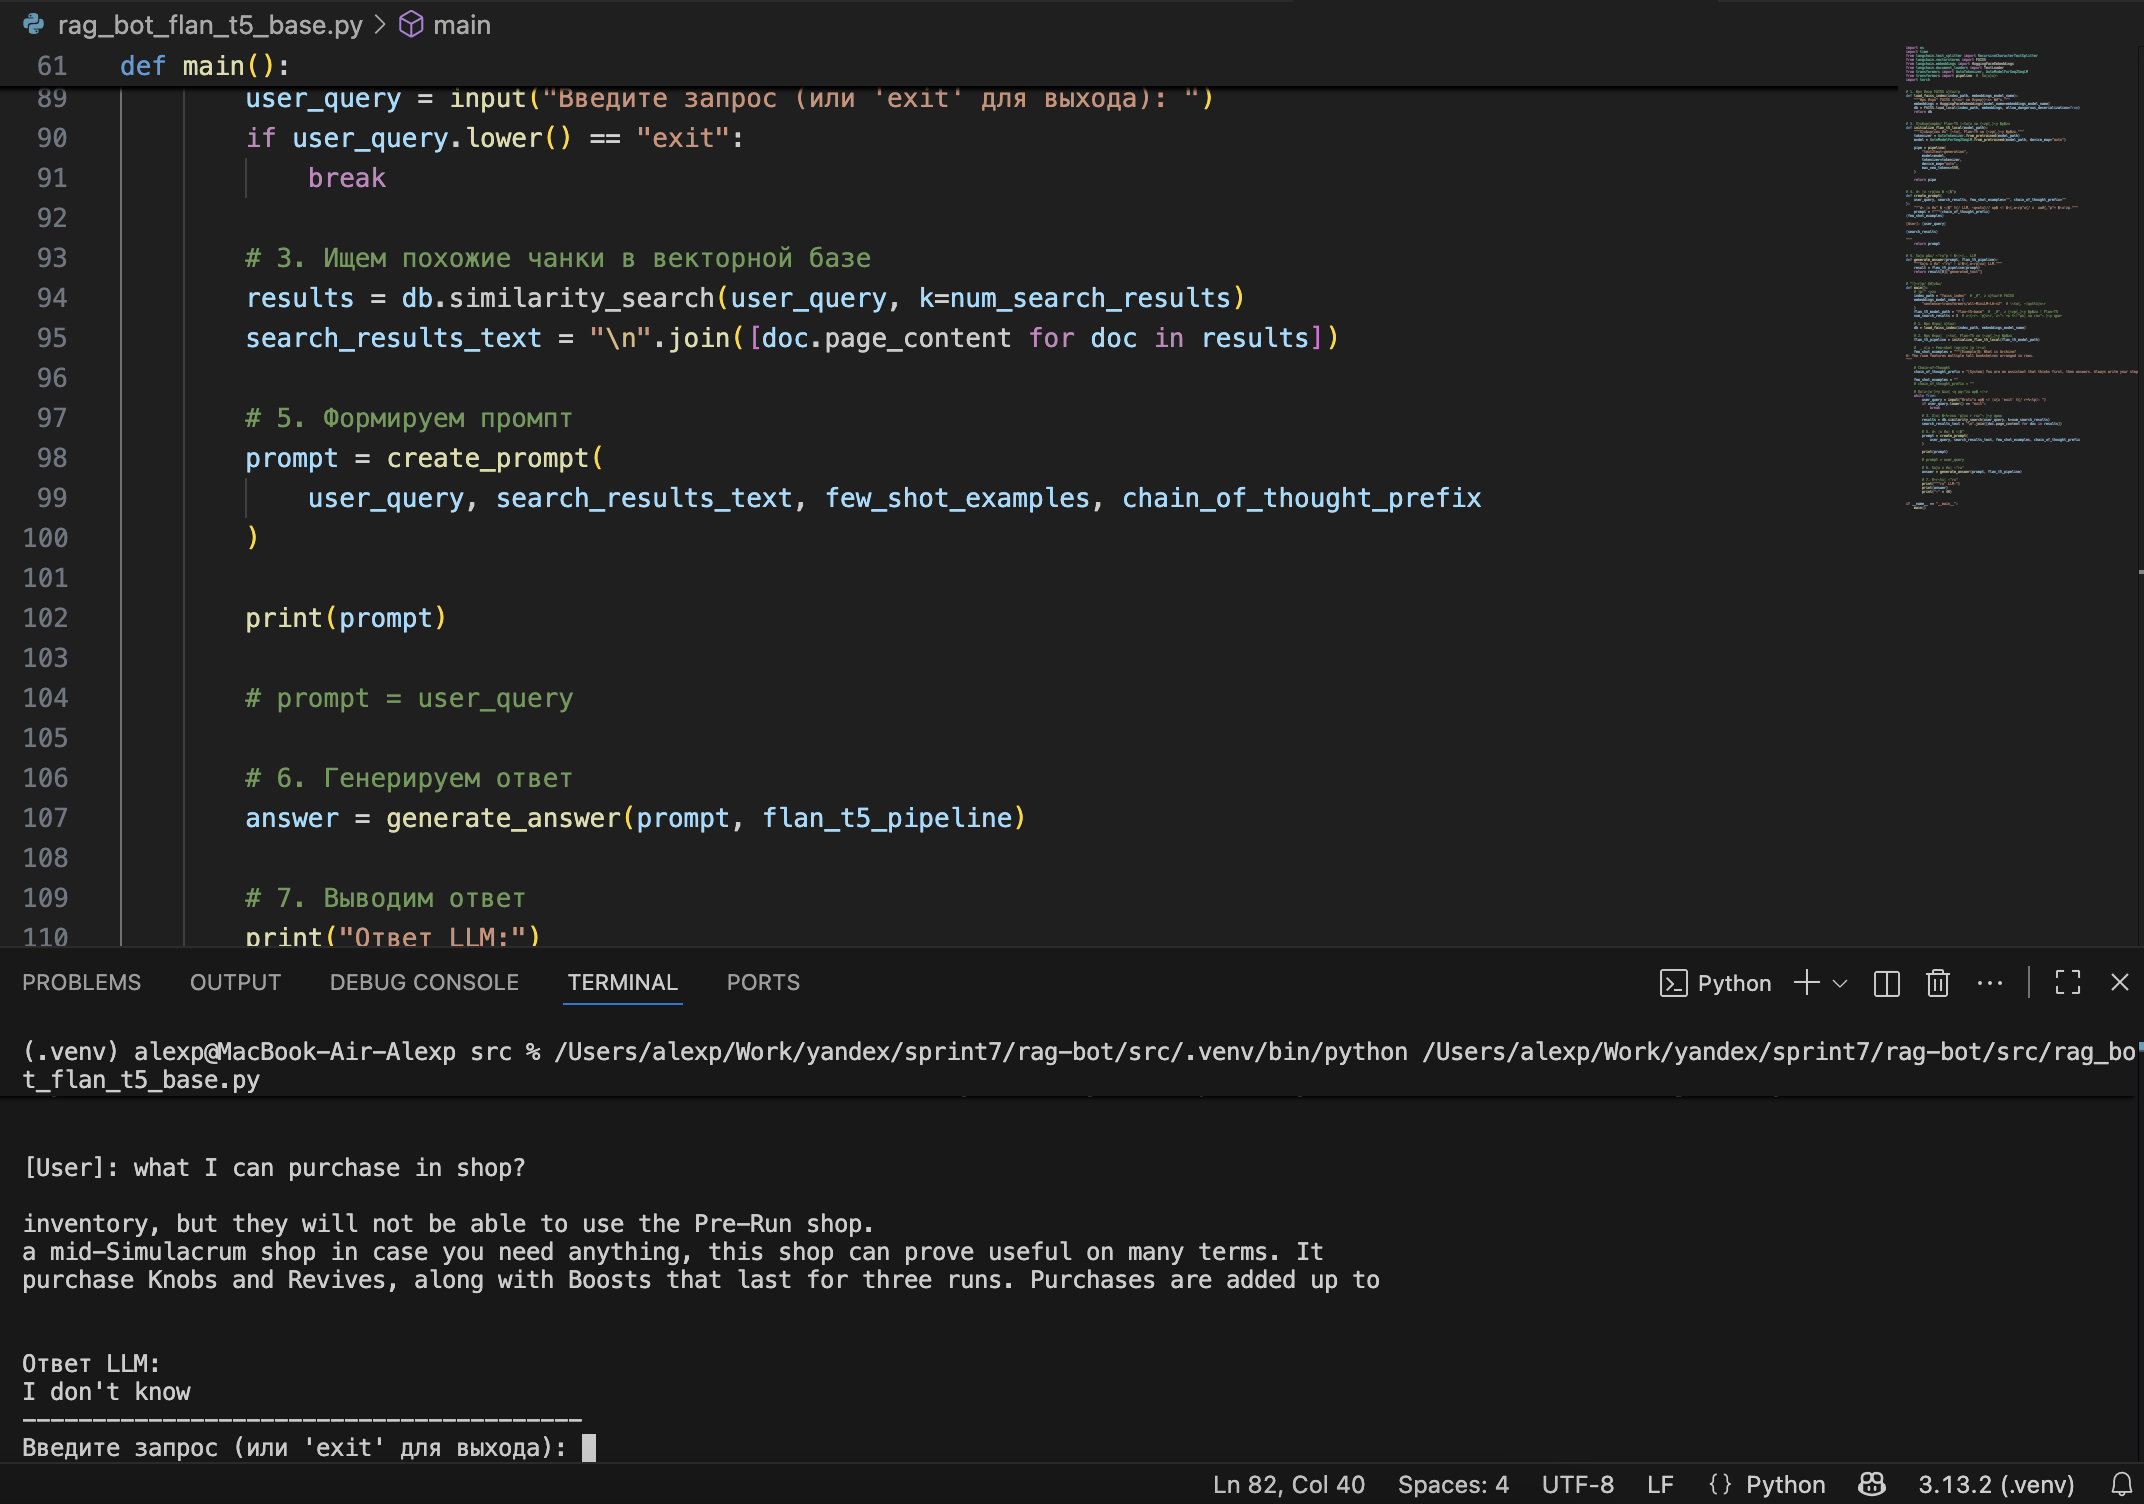 rag_bot_flan_t5_base.py > main
61 def main():
89 user_query = input("Введите запрос (или 'exit' для выхода): ")
90 if user_query.lower() == "exit":
91 break
92
93 # 3. Ищем похожие чанки в векторной базе
94 results = db.similarity_search(user_query, k=num_search_results)
95 search_results_text = "\n".join([doc.page_content for doc in results])
96
97 # 5. Формируем промпт
98 prompt = create_prompt(
99 user_query, search_results_text, few_shot_examples, chain_of_thought_prefix
100 )
101
102 print(prompt)
103
104 # prompt = user_query
105
106 # 6. Генерируем ответ
107 answer = generate_answer(prompt, flan_t5_pipeline)
108
109 # 7. Выводим ответ
110 print("Ответ LLM:")
PROBLEMS OUTPUT DEBUG CONSOLE TERMINAL PORTS Python
(.venv) alexp@MacBook-Air-Alexp src % /Users/alexp/Work/yandex/sprint7/rag-bot/src/.venv/bin/python /Users/alexp/Work/yandex/sprint7/rag-bot/src/rag_bo
t_flan_t5_base.py
[User]: what I can purchase in shop?
inventory, but they will not be able to use the Pre-Run shop.
a mid-Simulacrum shop in case you need anything, this shop can prove useful on many terms. It
purchase Knobs and Revives, along with Boosts that last for three runs. Purchases are added up to
Ответ LLM:
I don't know
----------------------------------------
Введите запрос (или 'exit' для выхода):
Ln 82, Col 40 Spaces: 4 UTF-8 LF {} Python 3.13.2 (.venv)